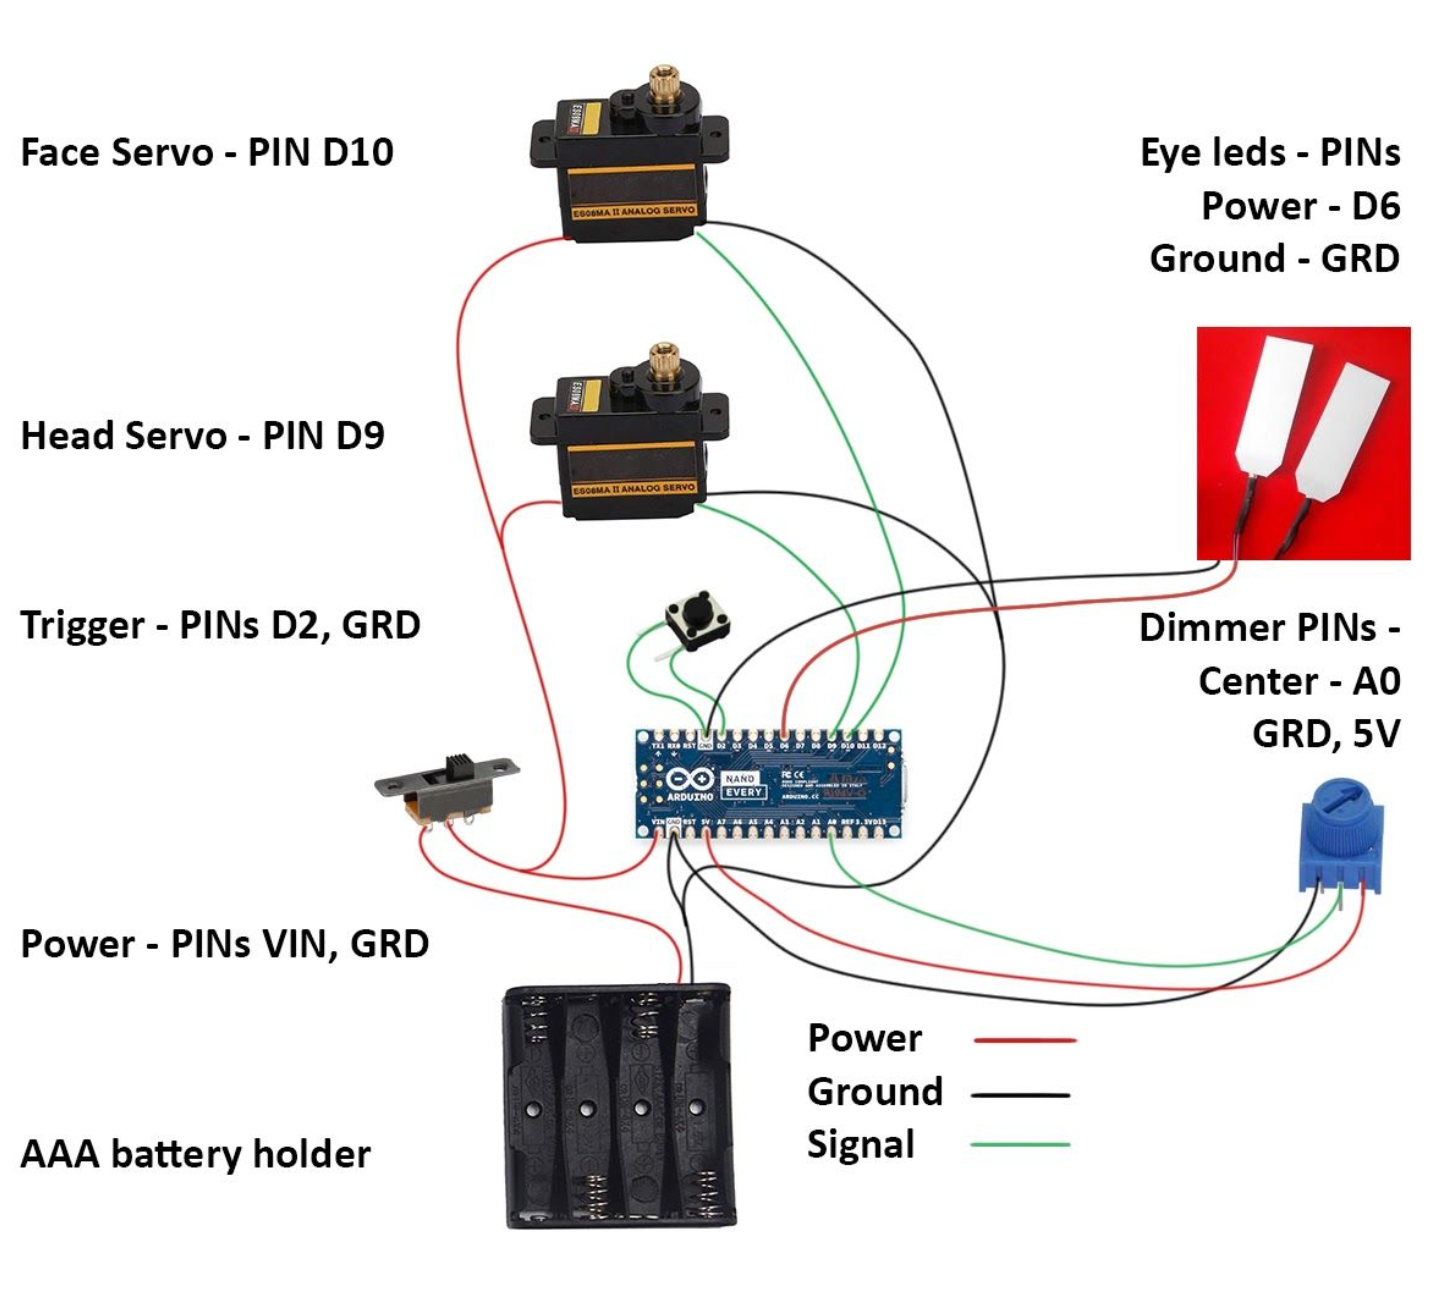 Face Servo - PIN D10
ES08MA II ANALOG SERVO
Eye leds - PINs
Power - D6
Ground - GRD
Head Servo - PIN D9
ES08MA II ANALOG SERVO
Trigger - PINs D2, GRD
Dimmer PINs -
Center - A0
GRD, 5V
TX1 RX0 RST GND D2 D3 D4 D5 D6 D7 D8 D9 D10 D11 D12
ARDUINO
NANO
EVERY
ARDUINO.CC
VIN GND RST 5V A7 A6 A5 A4 A3 A2 A1 A0 REF 3.3V D13
Power - PINs VIN, GRD
Power
Ground
Signal
AAA battery holder